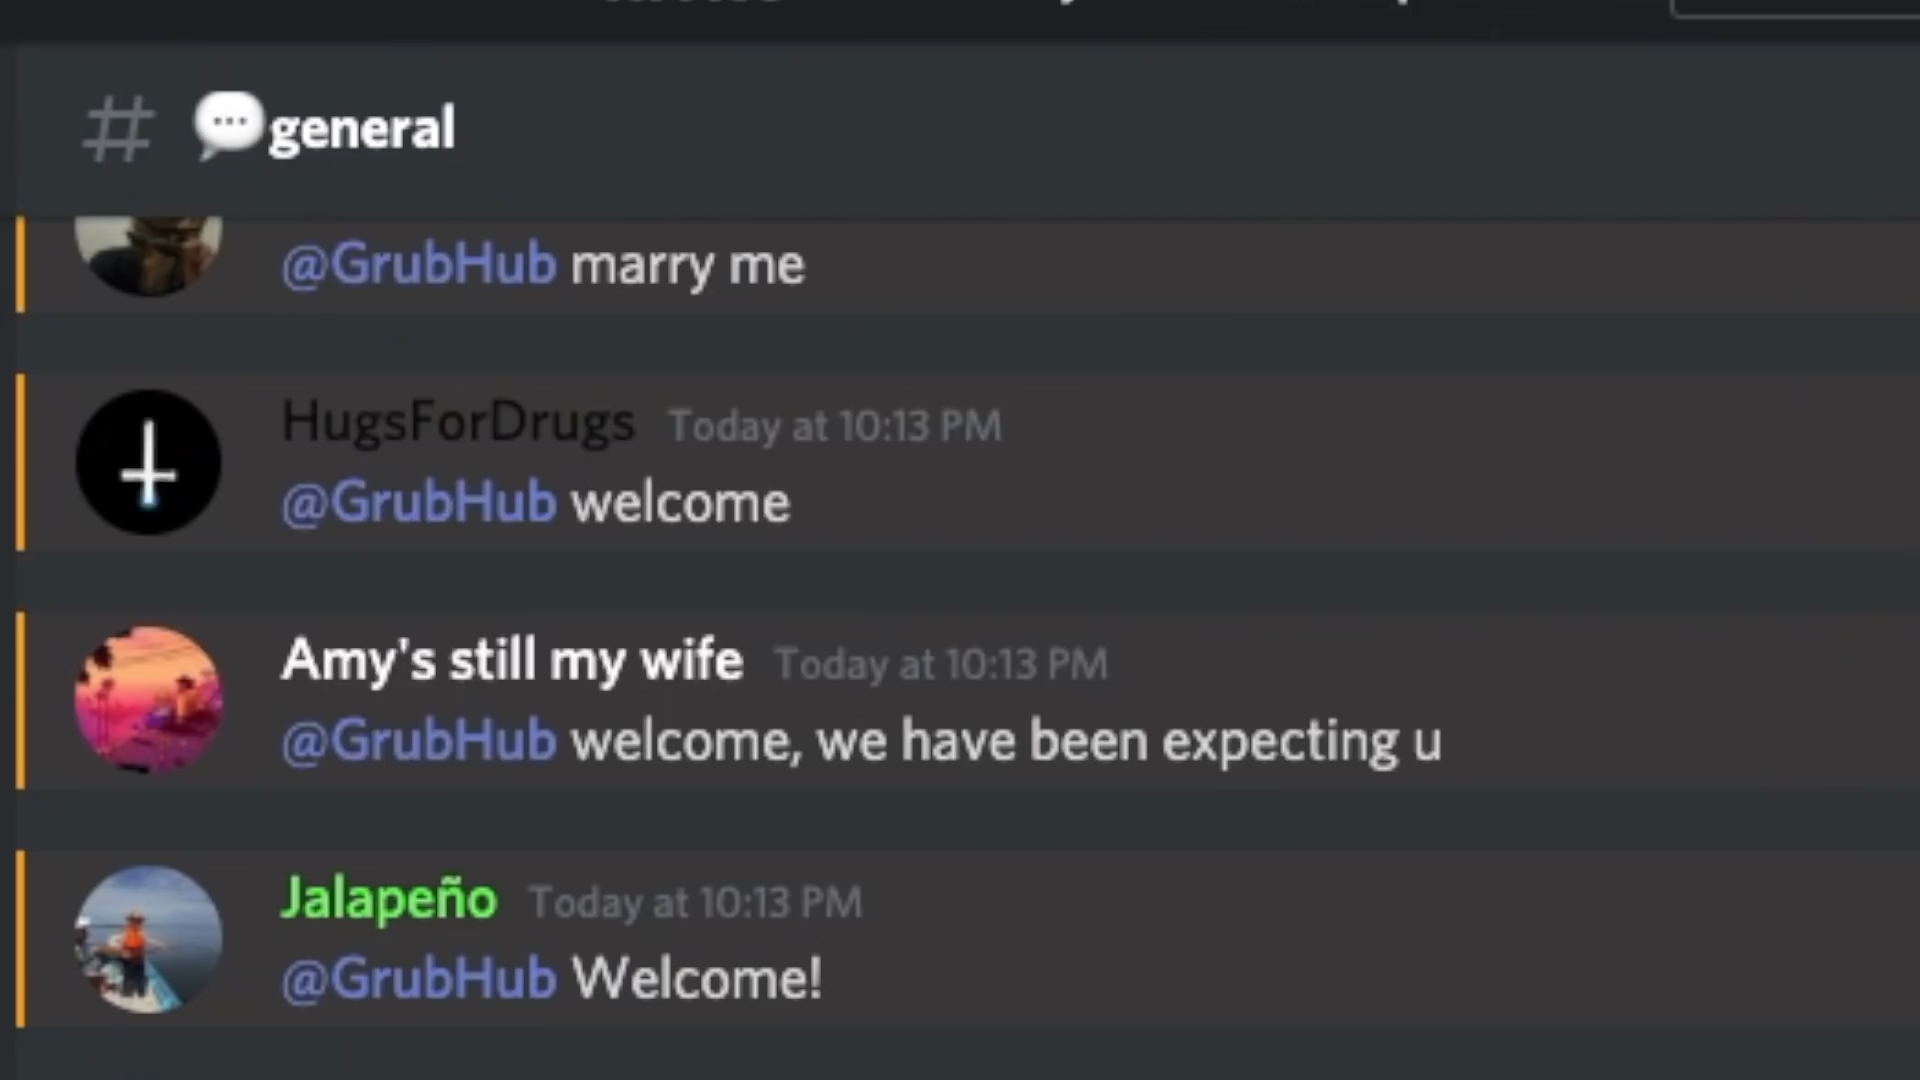 # 💬general
@GrubHub marry me
HugsForDrugs Today at 10:13 PM
@GrubHub welcome
Amy's still my wife Today at 10:13 PM
@GrubHub welcome, we have been expecting u
Jalapeño Today at 10:13 PM
@GrubHub Welcome!